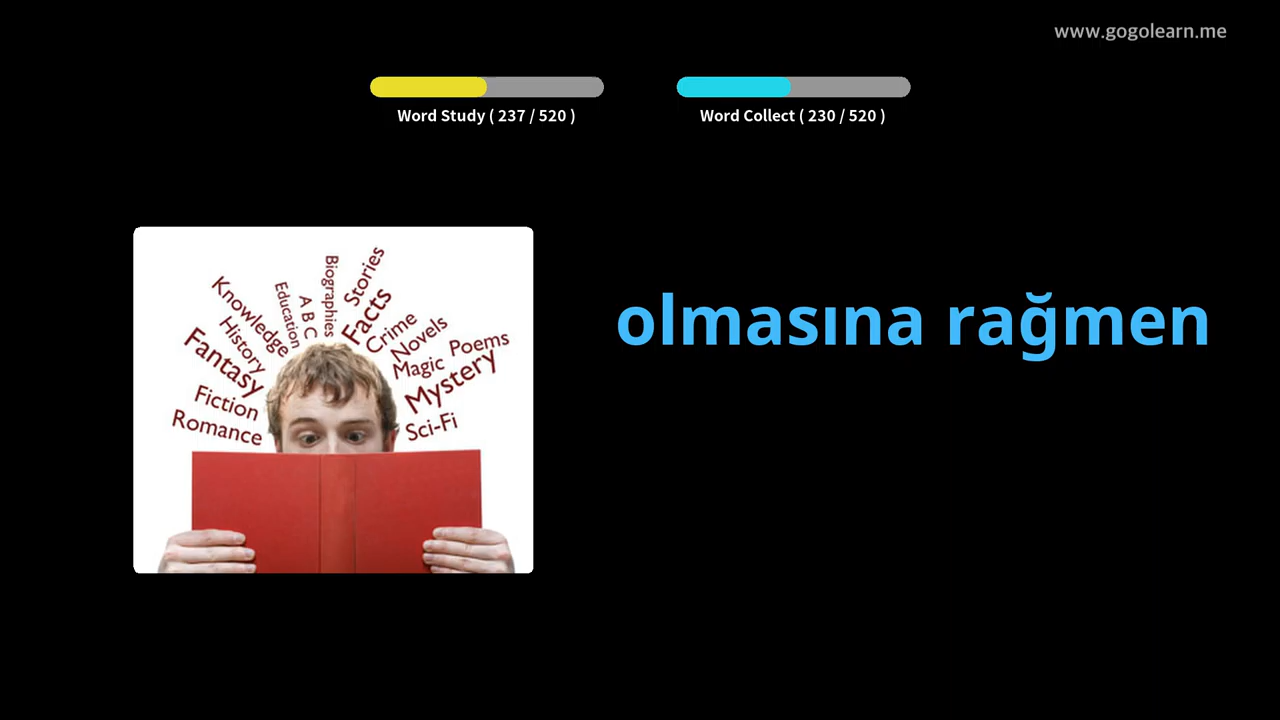 www.gogolearn.me
Word Study ( 237 / 520 )
Word Collect ( 230 / 520 )
olmasına rağmen
Knowledge
Education
A B C
Biographies
Stories
Facts
Crime
Novels
Poems
Magic
Mystery
Sci-Fi
History
Fantasy
Fiction
Romance